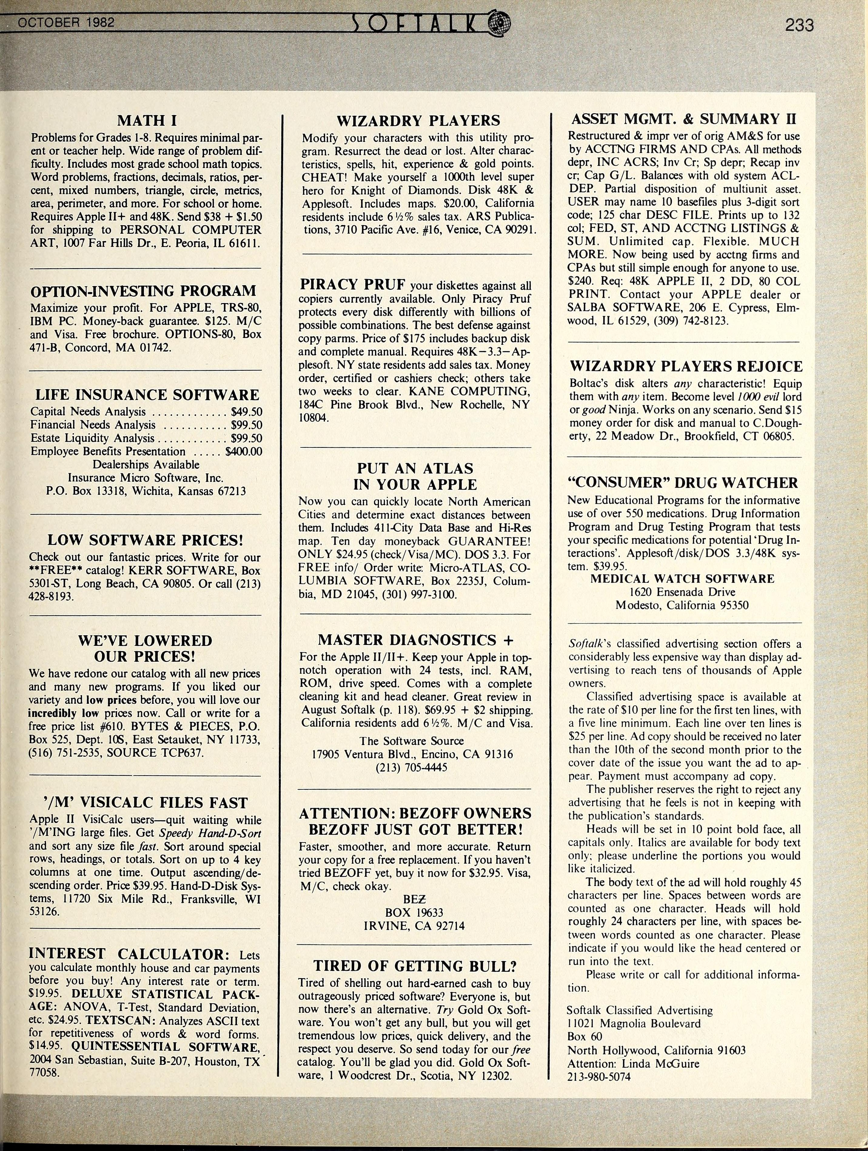 OCTOBER 1982
SOFTALK
233
MATH I
Problems for Grades 1-8. Requires minimal par-
ent or teacher help. Wide range of problem dif-
ficulty. Includes most grade school math topics.
Word problems, fractions, decimals, ratios, per-
cent, mixed numbers, triangle, circle, metrics,
area, perimeter, and more. For school or home.
Requires Apple II+ and 48K. Send $38 + $1.50
for shipping to PERSONAL COMPUTER
ART, 1007 Far Hills Dr., E. Peoria, IL 61611.
OPTION-INVESTING PROGRAM
Maximize your profit. For APPLE, TRS-80,
IBM PC. Money-back guarantee. $125. M/C
and Visa. Free brochure. OPTIONS-80, Box
471-B, Concord, MA 01742.
LIFE INSURANCE SOFTWARE
Capital Needs Analysis ............ $49.50
Financial Needs Analysis .......... $99.50
Estate Liquidity Analysis ........... $99.50
Employee Benefits Presentation ..... $400.00
Dealerships Available
Insurance Micro Software, Inc.
P.O. Box 13318, Wichita, Kansas 67213
LOW SOFTWARE PRICES!
Check out our fantastic prices. Write for our
**FREE** catalog! KERR SOFTWARE, Box
5301-ST, Long Beach, CA 90805. Or call (213)
428-8193.
WE'VE LOWERED
OUR PRICES!
We have redone our catalog with all new prices
and many new programs. If you liked our
variety and low prices before, you will love our
incredibly low prices now. Call or write for a
free price list #610. BYTES & PIECES, P.O.
Box 525, Dept. 10S, East Setauket, NY 11733,
(516) 751-2535, SOURCE TCP637.
'/M' VISICALC FILES FAST
Apple II VisiCalc users—quit waiting while
'/M'ING large files. Get Speedy Hand-D-Sort
and sort any size file fast. Sort around special
rows, headings, or totals. Sort on up to 4 key
columns at one time. Output ascending/de-
scending order. Price $39.95. Hand-D-Disk Sys-
tems, 11720 Six Mile Rd., Franksville, WI
53126.
INTEREST CALCULATOR: Lets
you calculate monthly house and car payments
before you buy! Any interest rate or term.
$19.95. DELUXE STATISTICAL PACK-
AGE: ANOVA, T-Test, Standard Deviation,
etc. $24.95. TEXTSCAN: Analyzes ASCII text
for repetitiveness of words & word forms.
$14.95. QUINTESSENTIAL SOFTWARE,
2004 San Sebastian, Suite B-207, Houston, TX
77058.
WIZARDRY PLAYERS
Modify your characters with this utility pro-
gram. Resurrect the dead or lost. Alter charac-
teristics, spells, hit, experience & gold points.
CHEAT! Make yourself a 1000th level super
hero for Knight of Diamonds. Disk 48K &
Applesoft. Includes maps. $20.00, California
residents include 6½% sales tax. ARS Publica-
tions, 3710 Pacific Ave. #16, Venice, CA 90291.
PIRACY PRUF your diskettes against all
copiers currently available. Only Piracy Pruf
protects every disk differently with billions of
possible combinations. The best defense against
copy parms. Price of $175 includes backup disk
and complete manual. Requires 48K–3.3–Ap-
plesoft. NY state residents add sales tax. Money
order, certified or cashiers check; others take
two weeks to clear. KANE COMPUTING,
184C Pine Brook Blvd., New Rochelle, NY
10804.
PUT AN ATLAS
IN YOUR APPLE
Now you can quickly locate North American
Cities and determine exact distances between
them. Includes 411-City Data Base and Hi-Res
map. Ten day moneyback GUARANTEE!
ONLY $24.95 (check/Visa/MC). DOS 3.3. For
FREE info/ Order write: Micro-ATLAS, CO-
LUMBIA SOFTWARE, Box 2235J, Colum-
bia, MD 21045, (301) 997-3100.
MASTER DIAGNOSTICS +
For the Apple II/II+. Keep your Apple in top-
notch operation with 24 tests, incl. RAM,
ROM, drive speed. Comes with a complete
cleaning kit and head cleaner. Great review in
August Softalk (p. 118). $69.95 + $2 shipping.
California residents add 6½%. M/C and Visa.
The Software Source
17905 Ventura Blvd., Encino, CA 91316
(213) 705-4445
ATTENTION: BEZOFF OWNERS
BEZOFF JUST GOT BETTER!
Faster, smoother, and more accurate. Return
your copy for a free replacement. If you haven't
tried BEZOFF yet, buy it now for $32.95. Visa,
M/C, check okay.
BEZ
BOX 19633
IRVINE, CA 92714
TIRED OF GETTING BULL?
Tired of shelling out hard-earned cash to buy
outrageously priced software? Everyone is, but
now there's an alternative. Try Gold Ox Soft-
ware. You won't get any bull, but you will get
tremendous low prices, quick delivery, and the
respect you deserve. So send today for our free
catalog. You'll be glad you did. Gold Ox Soft-
ware, 1 Woodcrest Dr., Scotia, NY 12302.
ASSET MGMT. & SUMMARY II
Restructured & impr ver of orig AM&S for use
by ACCTNG FIRMS AND CPAs. All methods
depr, INC ACRS; Inv Cr; Sp depr; Recap inv
cr; Cap G/L. Balances with old system ACL-
DEP. Partial disposition of multiunit asset.
USER may name 10 basefiles plus 3-digit sort
code; 125 char DESC FILE. Prints up to 132
col; FED, ST, AND ACCTNG LISTINGS &
SUM. Unlimited cap. Flexible. MUCH
MORE. Now being used by acctng firms and
CPAs but still simple enough for anyone to use.
$240. Req: 48K APPLE II, 2 DD, 80 COL
PRINT. Contact your APPLE dealer or
SALBA SOFTWARE, 206 E. Cypress, Elm-
wood, IL 61529, (309) 742-8123.
WIZARDRY PLAYERS REJOICE
Boltac's disk alters any characteristic! Equip
them with any item. Become level 1000 evil lord
or good Ninja. Works on any scenario. Send $15
money order for disk and manual to C.Dough-
erty, 22 Meadow Dr., Brookfield, CT 06805.
“CONSUMER” DRUG WATCHER
New Educational Programs for the informative
use of over 550 medications. Drug Information
Program and Drug Testing Program that tests
your specific medications for potential ‘Drug In-
teractions’. Applesoft/disk/DOS 3.3/48K sys-
tem. $39.95.
MEDICAL WATCH SOFTWARE
1620 Ensenada Drive
Modesto, California 95350
Softalk's classified advertising section offers a
considerably less expensive way than display ad-
vertising to reach tens of thousands of Apple
owners.
Classified advertising space is available at
the rate of $10 per line for the first ten lines, with
a five line minimum. Each line over ten lines is
$25 per line. Ad copy should be received no later
than the 10th of the second month prior to the
cover date of the issue you want the ad to ap-
pear. Payment must accompany ad copy.
The publisher reserves the right to reject any
advertising that he feels is not in keeping with
the publication's standards.
Heads will be set in 10 point bold face, all
capitals only. Italics are available for body text
only; please underline the portions you would
like italicized.
The body text of the ad will hold roughly 45
characters per line. Spaces between words are
counted as one character. Heads will hold
roughly 24 characters per line, with spaces be-
tween words counted as one character. Please
indicate if you would like the head centered or
run into the text.
Please write or call for additional informa-
tion.
Softalk Classified Advertising
11021 Magnolia Boulevard
Box 60
North Hollywood, California 91603
Attention: Linda McGuire
213-980-5074